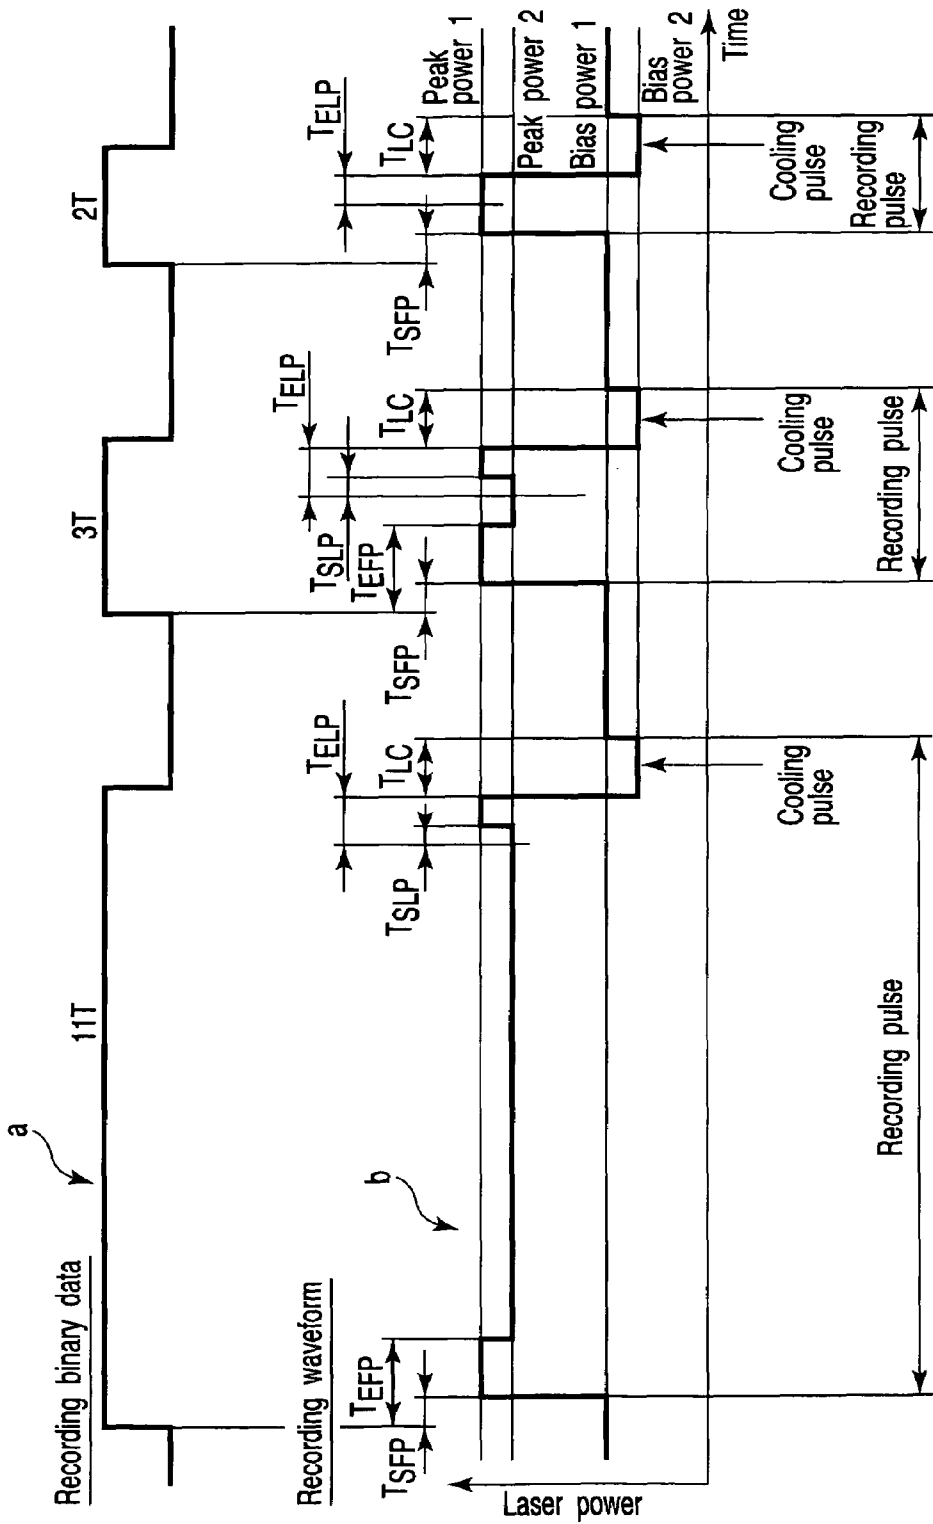 Recording binary data
a
11T
3T
2T
Recording waveform
b
TSFP
TEFP
TSLP
TELP
TLC
TSFP
TEFP
TSLP
TELP
TLC
TSFP
TELP
TLC
Peak
power 1
Peak power 2
Bias power 1
Bias
power 2
Laser power
Time
Cooling
pulse
Cooling
pulse
Cooling
pulse
Recording pulse
Recording pulse
Recording
pulse